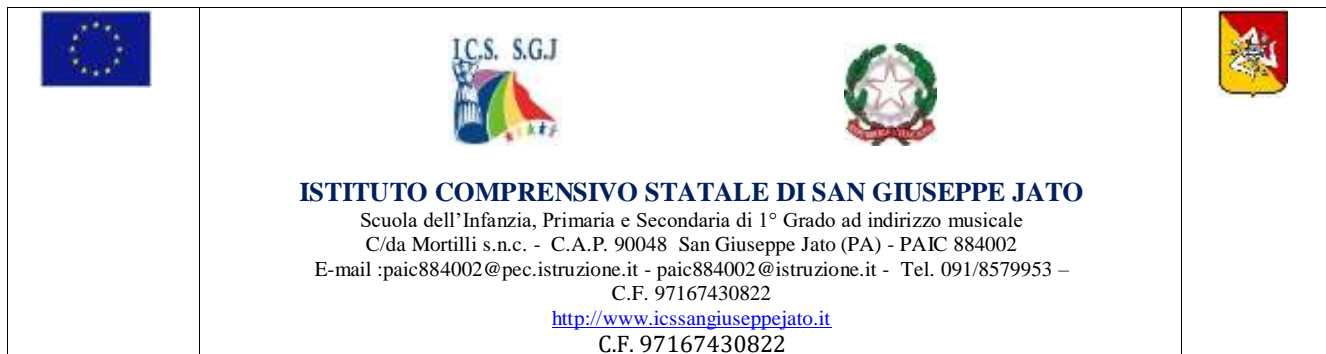 I.C.S. S.G.J
ISTITUTO COMPRENSIVO STATALE DI SAN GIUSEPPE JATO
Scuola dell’Infanzia, Primaria e Secondaria di 1° Grado ad indirizzo musicale
C/da Mortilli s.n.c. - C.A.P. 90048 San Giuseppe Jato (PA) - PAIC 884002
E-mail :paic884002@pec.istruzione.it - paic884002@istruzione.it - Tel. 091/8579953 –
C.F. 97167430822
http://www.icssangiuseppejato.it
C.F. 97167430822